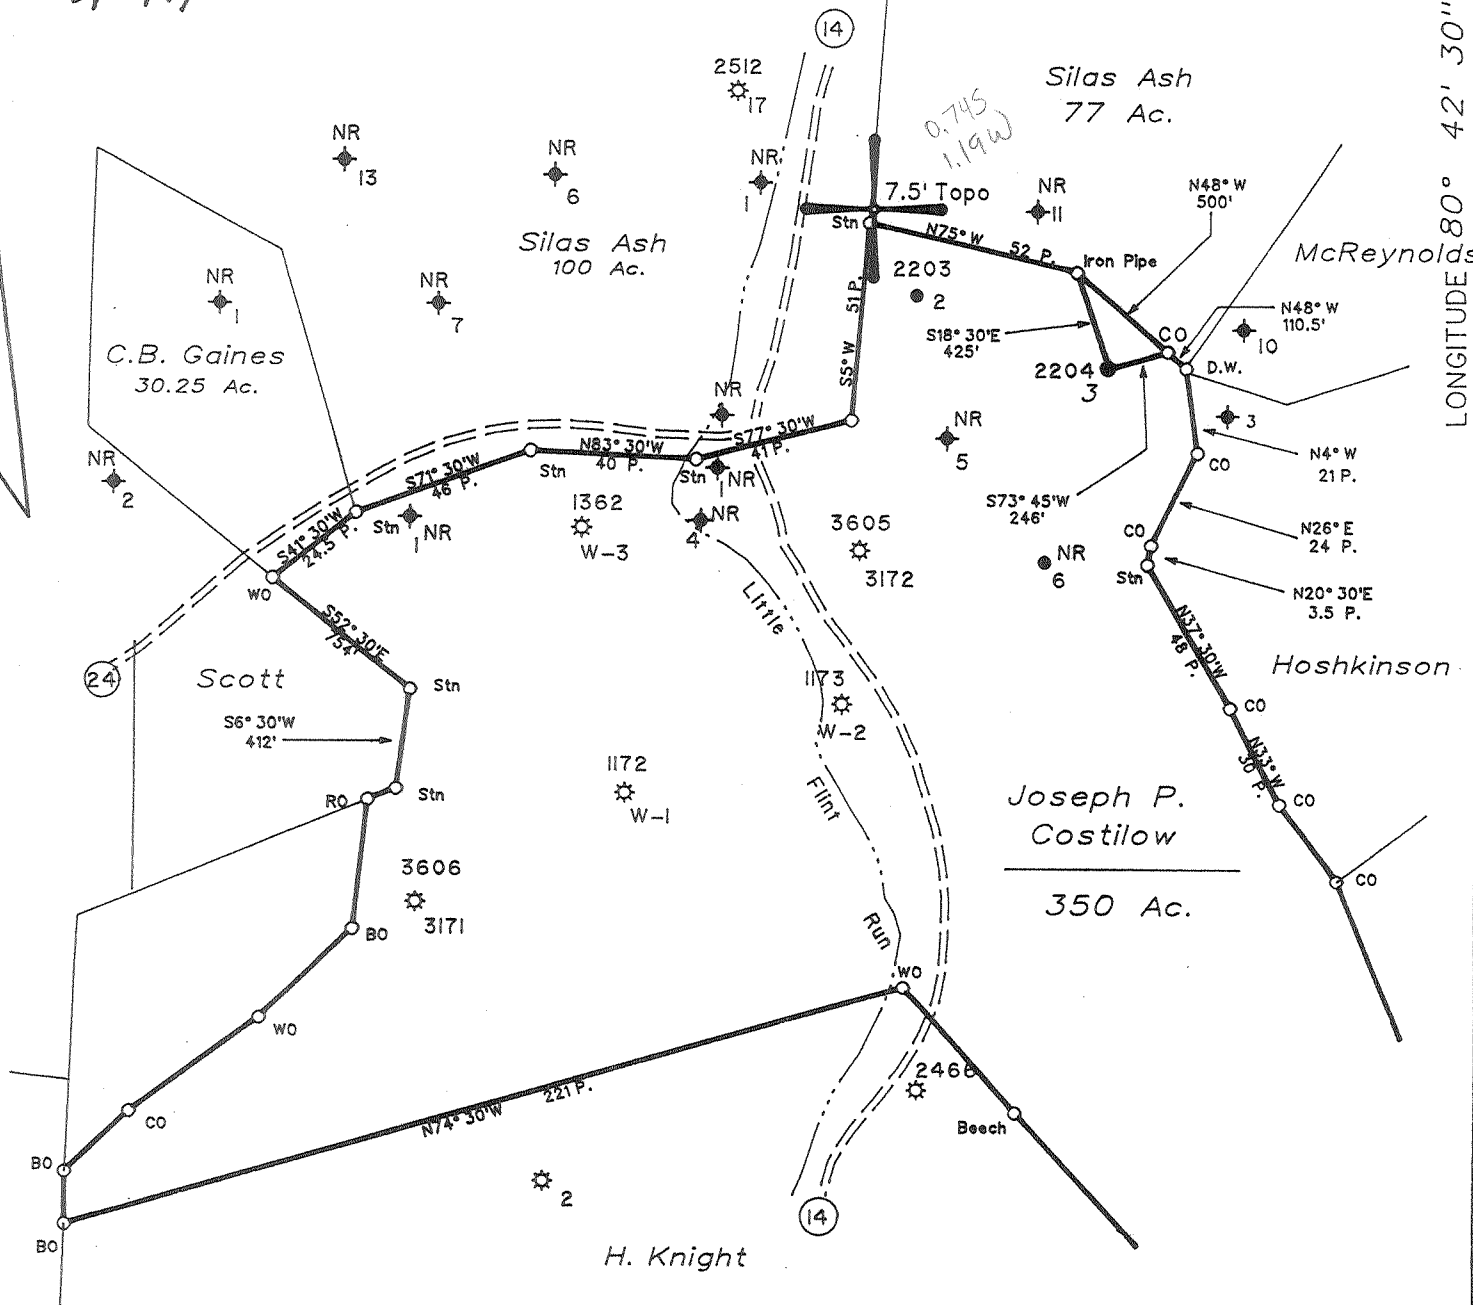 14
2512
17
Silas Ash
77 Ac.
0.74S
1.19W
LONGITUDE 80° 42' 30"
NR
13
NR
6
NR
1
7.5' Topo
Stn
NR
11
N48° W
500'
McReynolds
N75° W
52 P.
Iron Pipe
Silas Ash
100 Ac.
2203
2
51 P.
S5° W
NR
1
NR
7
S18° 30'E
425'
CO
N48° W
110.5'
10
D.W.
2204
3
C.B. Gaines
30.25 Ac.
NR
1
S77° 30'W
41 P.
N83° 30'W
40 P.
Stn
Stn
NR
5
3
CO
N4° W
21 P.
NR
2
S71° 30'W
46 P.
Stn
NR
1
S41° 30'W
24.5 P.
WO
1362
W-3
NR
NR
4
3605
3172
S73° 45'W
246'
NR
6
CO
Stn
N26° E
24 P.
N20° 30'E
3.5 P.
Little
S52° 30'E
754'
24
Scott
Stn
S6° 30'W
412'
N37° 30'W
48 P.
Hoshkinson
CO
1173
W-2
N33° W
30 P.
CO
RO
Stn
1172
W-1
Flint
Joseph P.
Costilow
350 Ac.
CO
3606
3171
BO
Run
WO
WO
2466
Beech
CO
N74° 30'W
221 P.
BO
BO
2
14
H. Knight